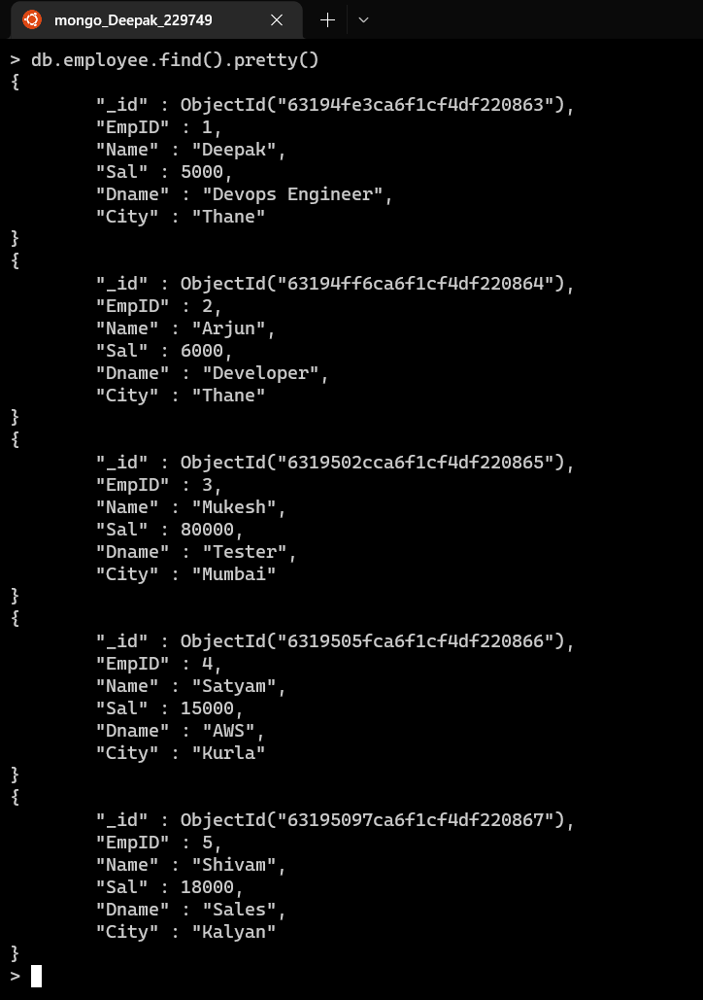 mongo_Deepak_229749
> db.employee.find().pretty()
{
"_id" : ObjectId("63194fe3ca6f1cf4df220863"),
"EmpID" : 1,
"Name" : "Deepak",
"Sal" : 5000,
"Dname" : "Devops Engineer",
"City" : "Thane"
}
{
"_id" : ObjectId("63194ff6ca6f1cf4df220864"),
"EmpID" : 2,
"Name" : "Arjun",
"Sal" : 6000,
"Dname" : "Developer",
"City" : "Thane"
}
{
"_id" : ObjectId("6319502cca6f1cf4df220865"),
"EmpID" : 3,
"Name" : "Mukesh",
"Sal" : 80000,
"Dname" : "Tester",
"City" : "Mumbai"
}
{
"_id" : ObjectId("6319505fca6f1cf4df220866"),
"EmpID" : 4,
"Name" : "Satyam",
"Sal" : 15000,
"Dname" : "AWS",
"City" : "Kurla"
}
{
"_id" : ObjectId("63195097ca6f1cf4df220867"),
"EmpID" : 5,
"Name" : "Shivam",
"Sal" : 18000,
"Dname" : "Sales",
"City" : "Kalyan"
}
>